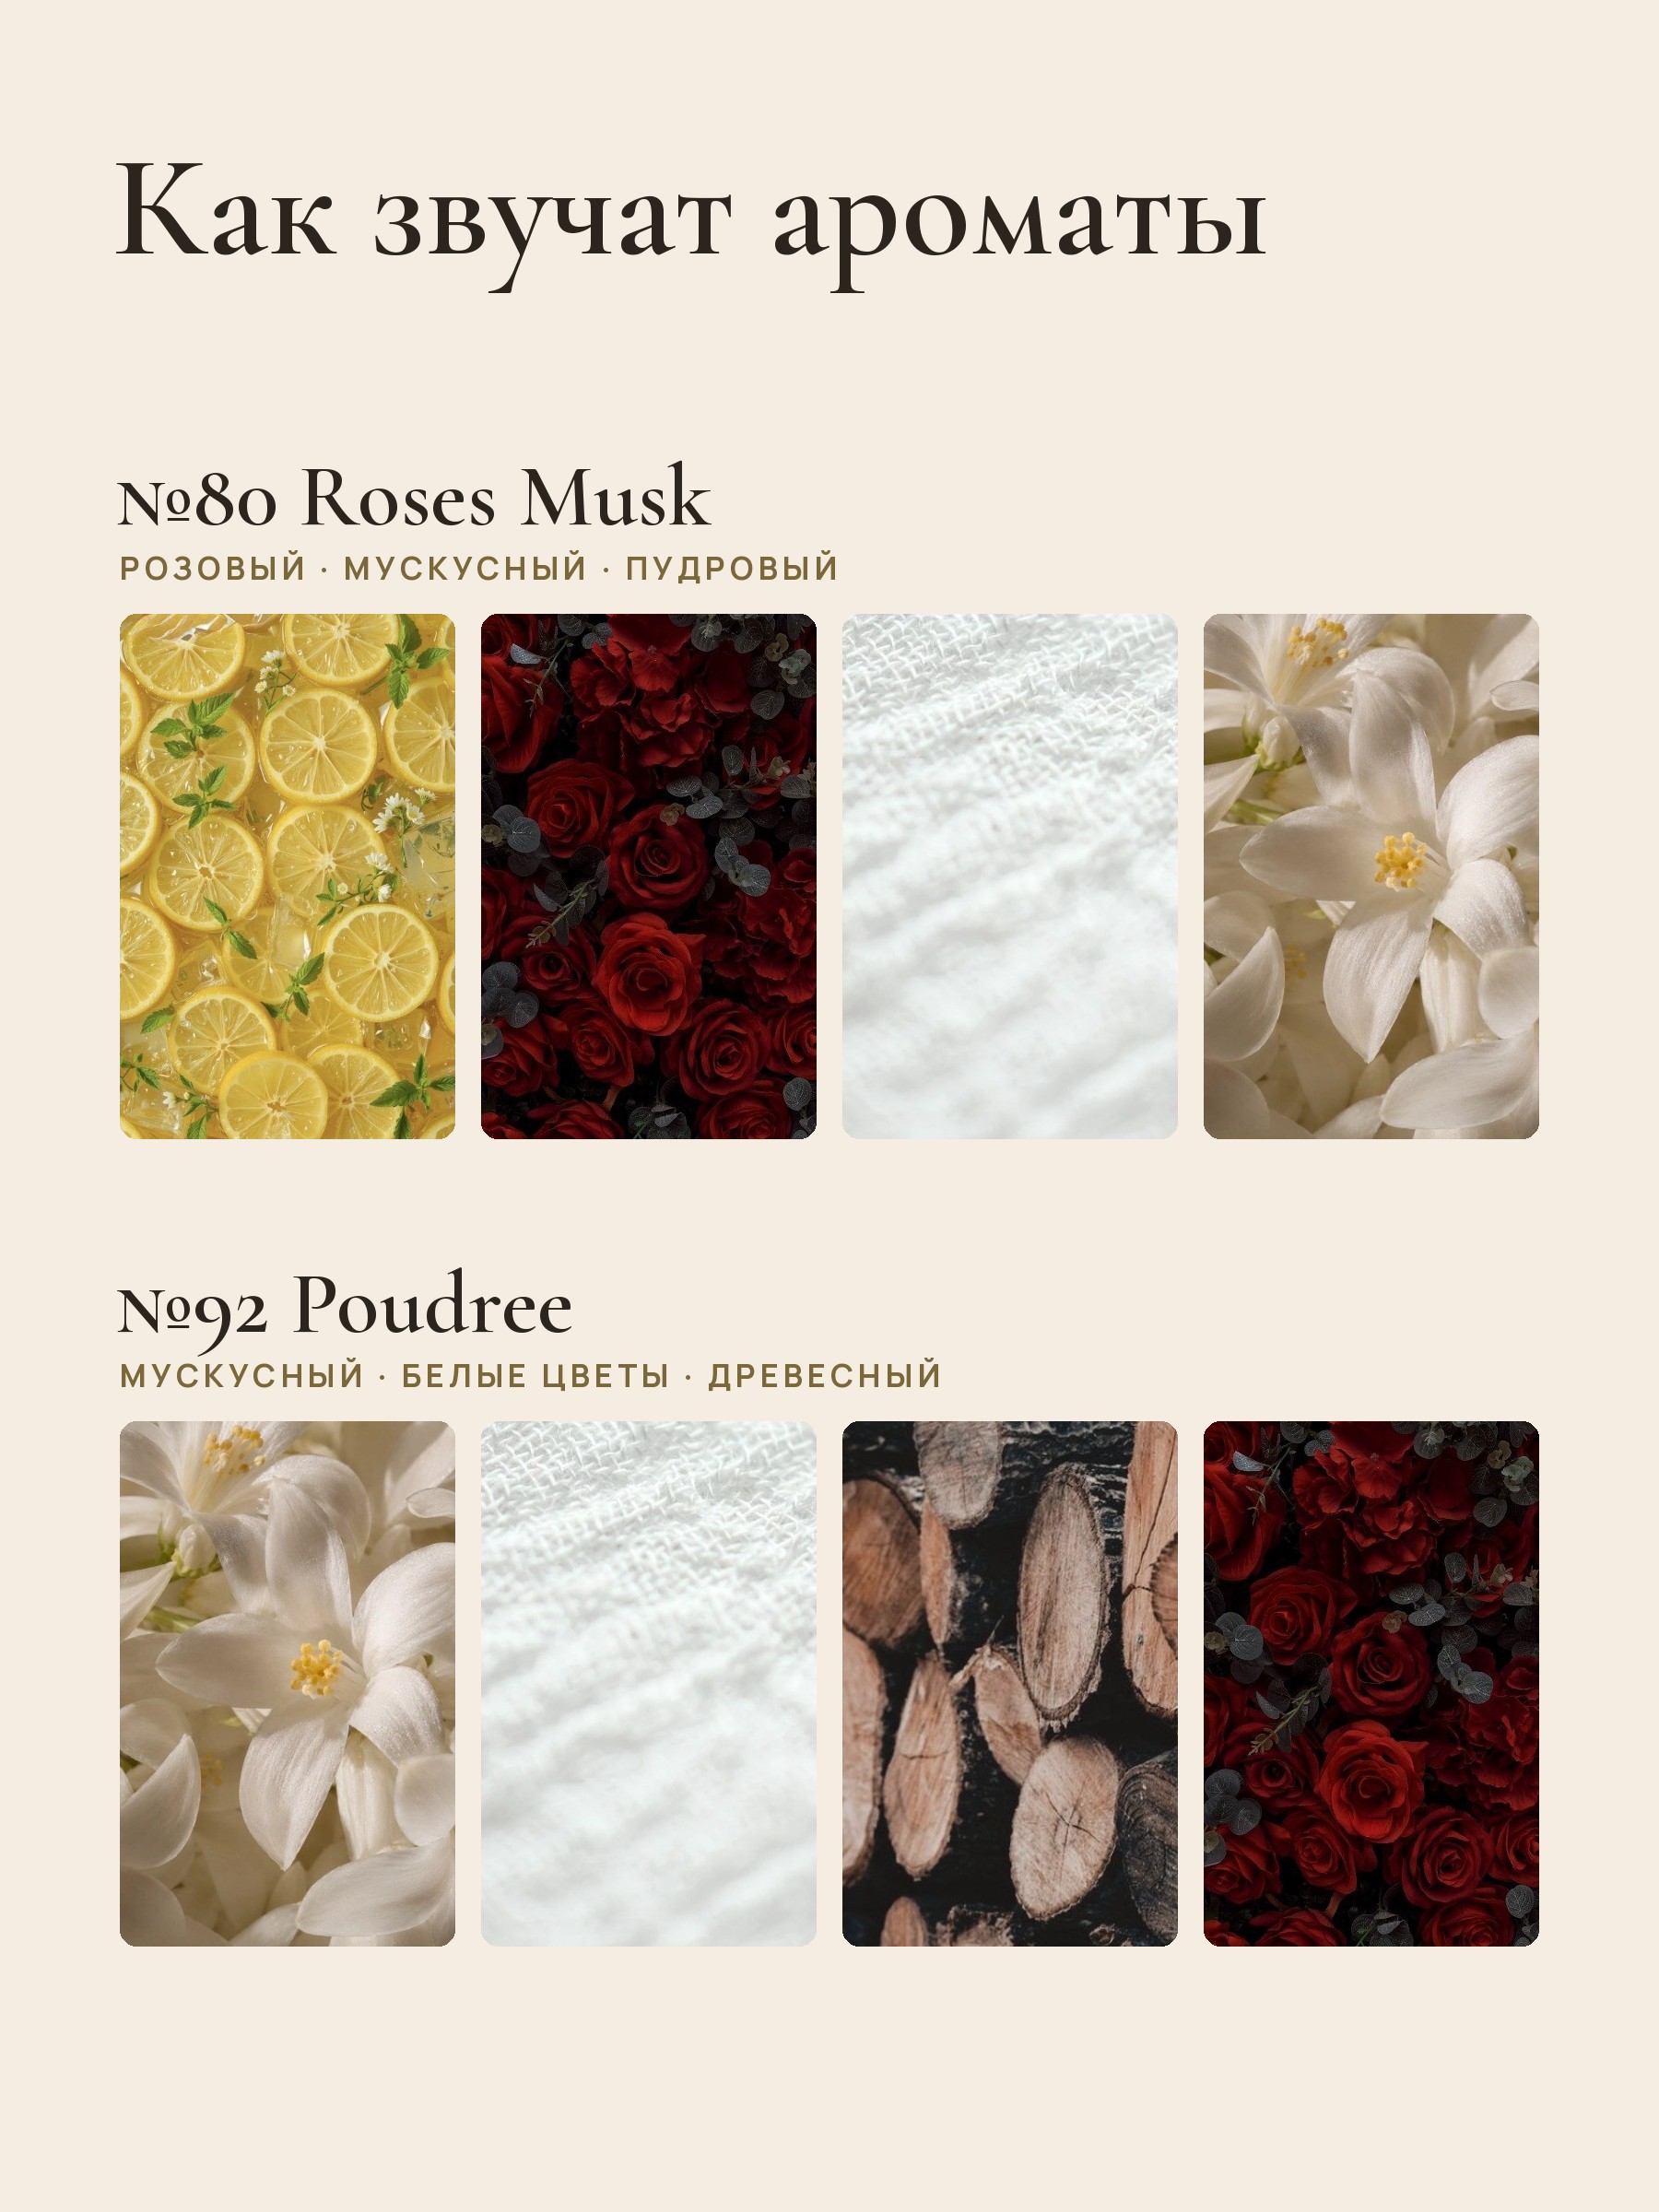 Как звучат ароматы
№80 Roses Musk
РОЗОВЫЙ · МУСКУСНЫЙ · ПУДРОВЫЙ
№92 Poudree
МУСКУСНЫЙ · БЕЛЫЕ ЦВЕТЫ · ДРЕВЕСНЫЙ